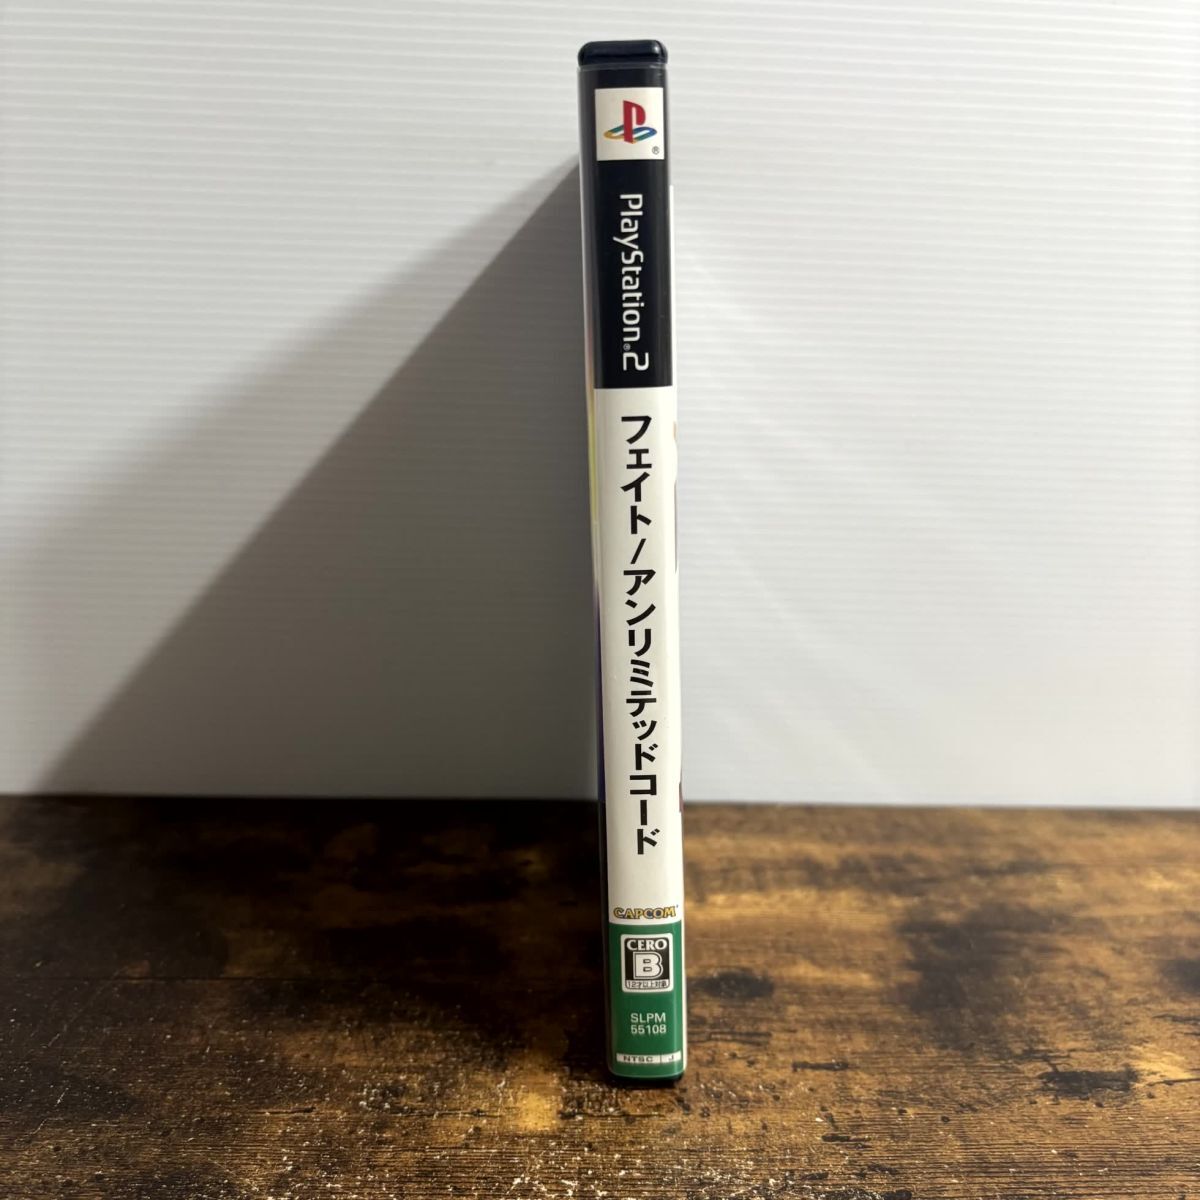 ®
PlayStation®2
フェイト/アンリミテッドコード
CAPCOM
CERO
B
12才以上対象
SLPM
55108
NTSC J